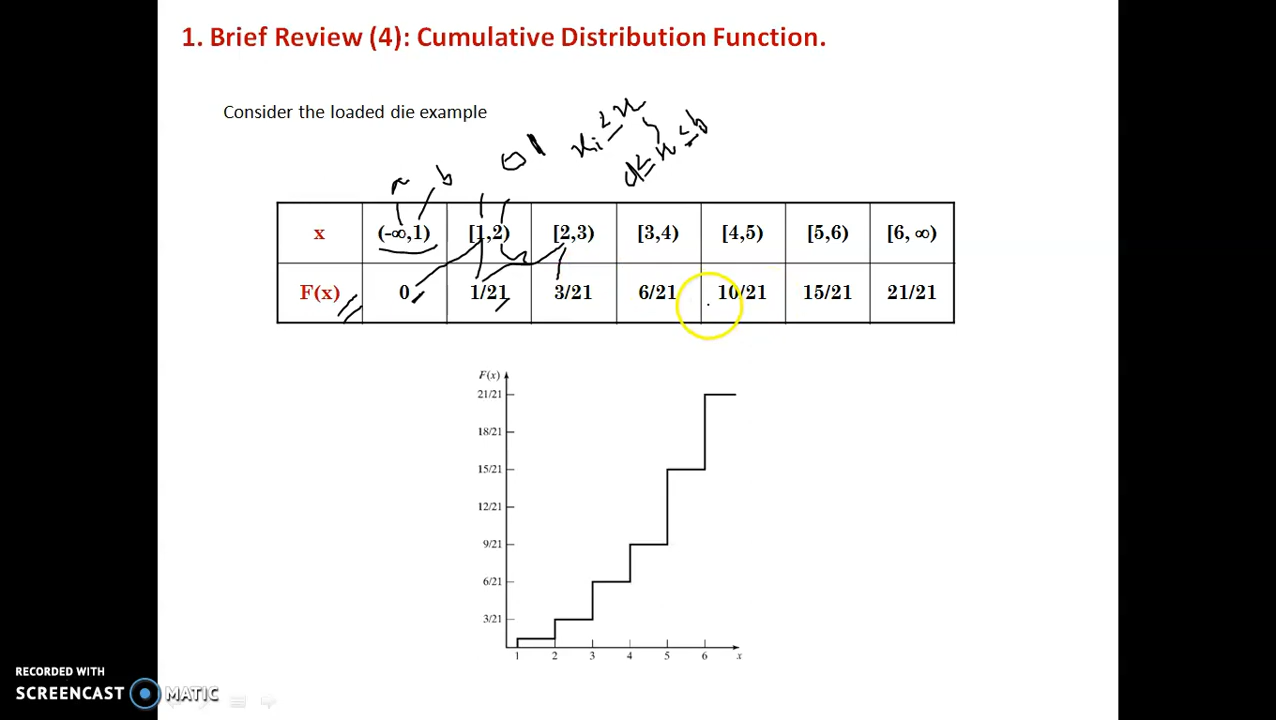 1. Brief Review (4): Cumulative Distribution Function.
Consider the loaded die example
xi ≤ x
a ≤ x ≤ b
a b
x (-∞,1) [1,2) [2,3) [3,4) [4,5) [5,6) [6, ∞)
F(x) 0 1/21 3/21 6/21 10/21 15/21 21/21
F(x)
21/21
18/21
15/21
12/21
9/21
6/21
3/21
1 2 3 4 5 6 x
RECORDED WITH
SCREENCAST MATIC